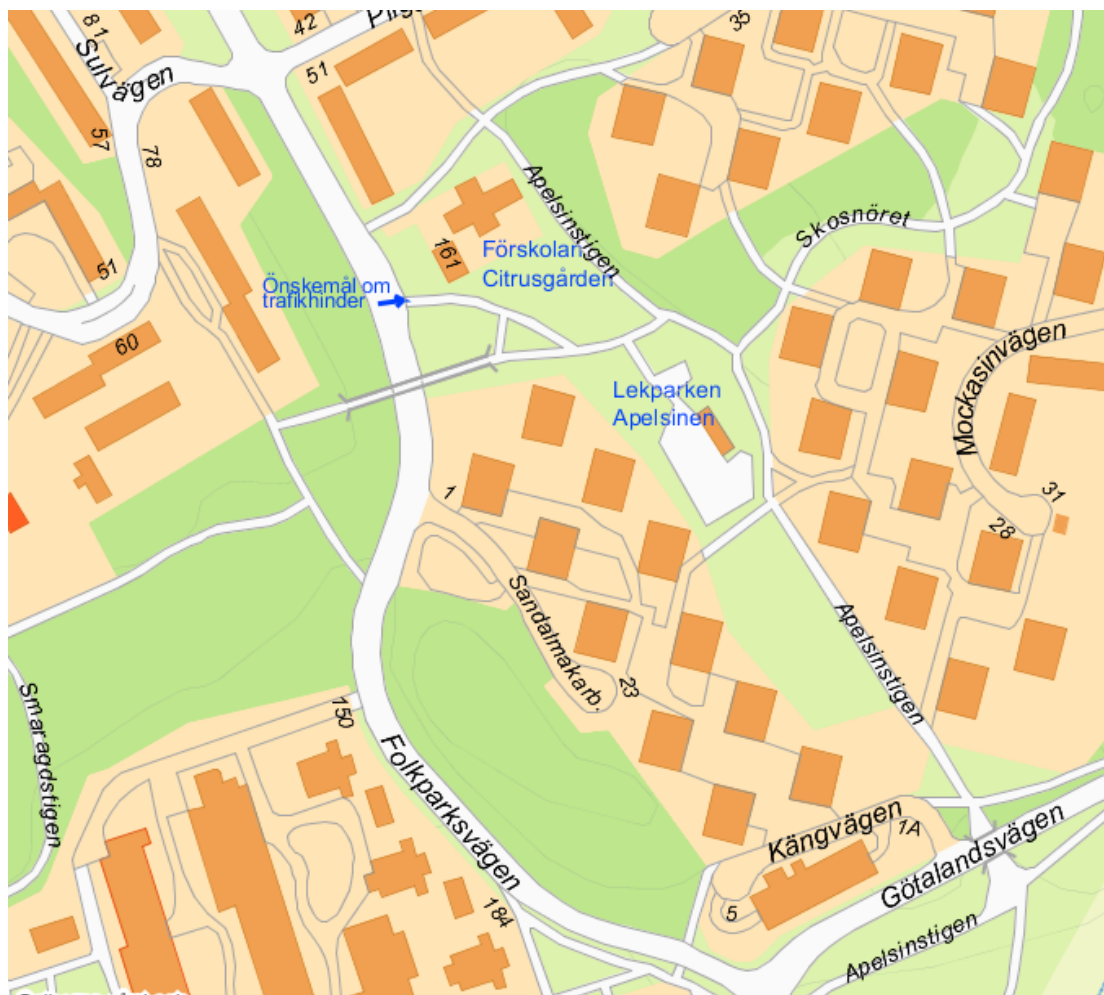 81
Sulvägen
42
51
35
57
78
Apelsinstigen
Skosnöret
161
Förskolan
Citrusgården
51
Önskemål om
trafikhinder
60
Mockasinvägen
Lekparken
Apelsinen
1
31
28
Sandalmakarb.
Apelsinstigen
23
Smaragdstigen
150
Folkparksvägen
Kängvägen
1A
Götalandsvägen
5
184
Apelsinstigen